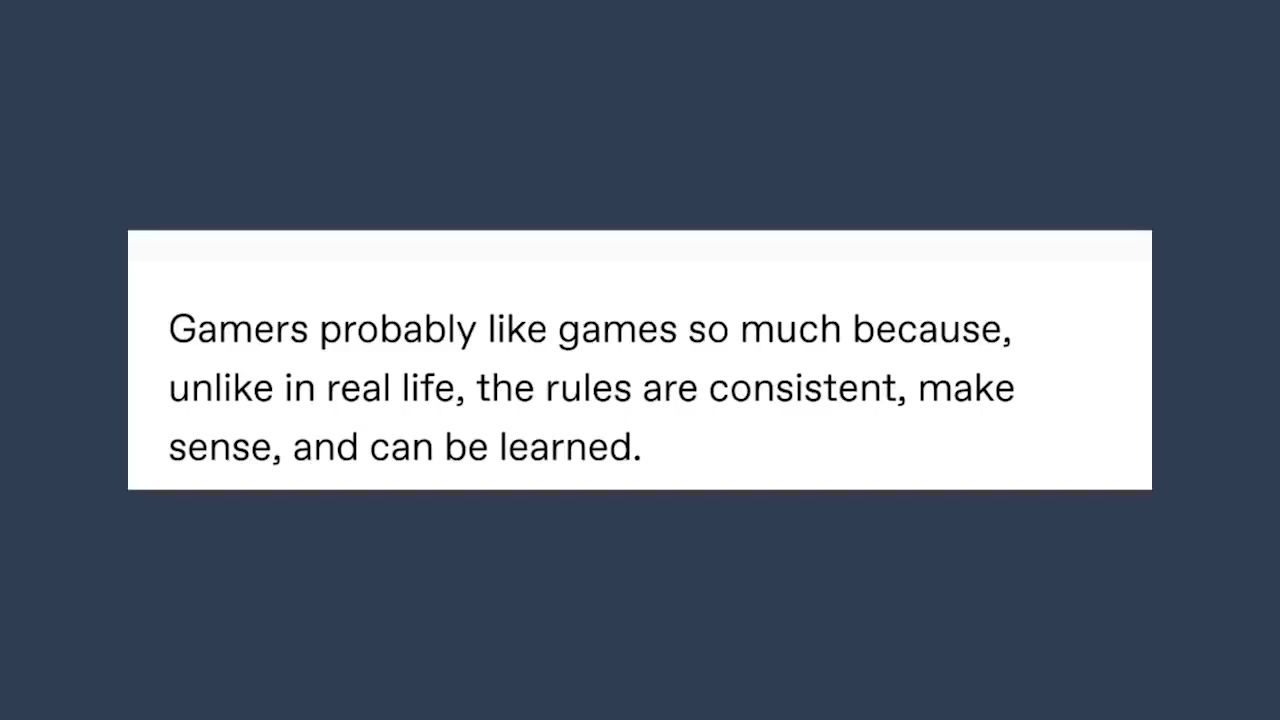 Gamers probably like games so much because,
unlike in real life, the rules are consistent, make
sense, and can be learned.